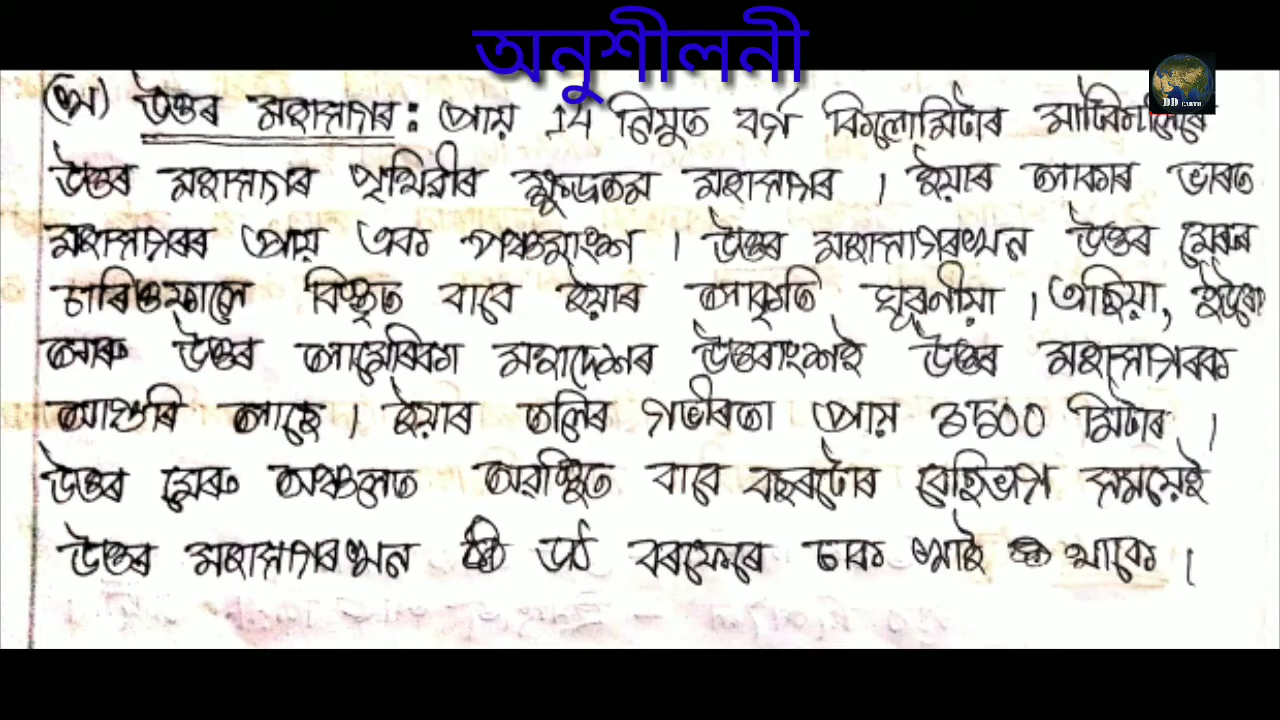 অনুশীলনী
উত্তৰ মহাসাগৰ : প্ৰায় নিযুত বৰ্গ কিলোমিটাৰ মাটিকালিৰে
উত্তৰ মহাসাগৰ পৃথিৱীৰ ক্ষুদ্ৰতম মহাসাগৰ । ইয়াৰ আকাৰ ভাৰত
মহাসাগৰৰ প্ৰায় এক পঞ্চমাংশ । উত্তৰ মহাসাগৰখন উত্তৰ মেৰুৰ
চাৰিওফালে বিস্তৃত বাবে ইয়াৰ আকৃতি ঘূৰণীয়া । এছিয়া, ইউৰোপ
আৰু উত্তৰ আমেৰিকা মহাদেশৰ উত্তৰাংশই উত্তৰ মহাসাগৰক
আগুৰি আছে । ইয়াৰ তলিৰ গভীৰতা প্ৰায় মিটাৰ ।
উত্তৰ মেৰু অঞ্চলত অৱস্থিত বাবে বছৰটোৰ বেছিভাগ সময়েই
উত্তৰ মহাসাগৰখন ডাঠ বৰফেৰে ঢাক খাই থাকে ।
DD EARTH